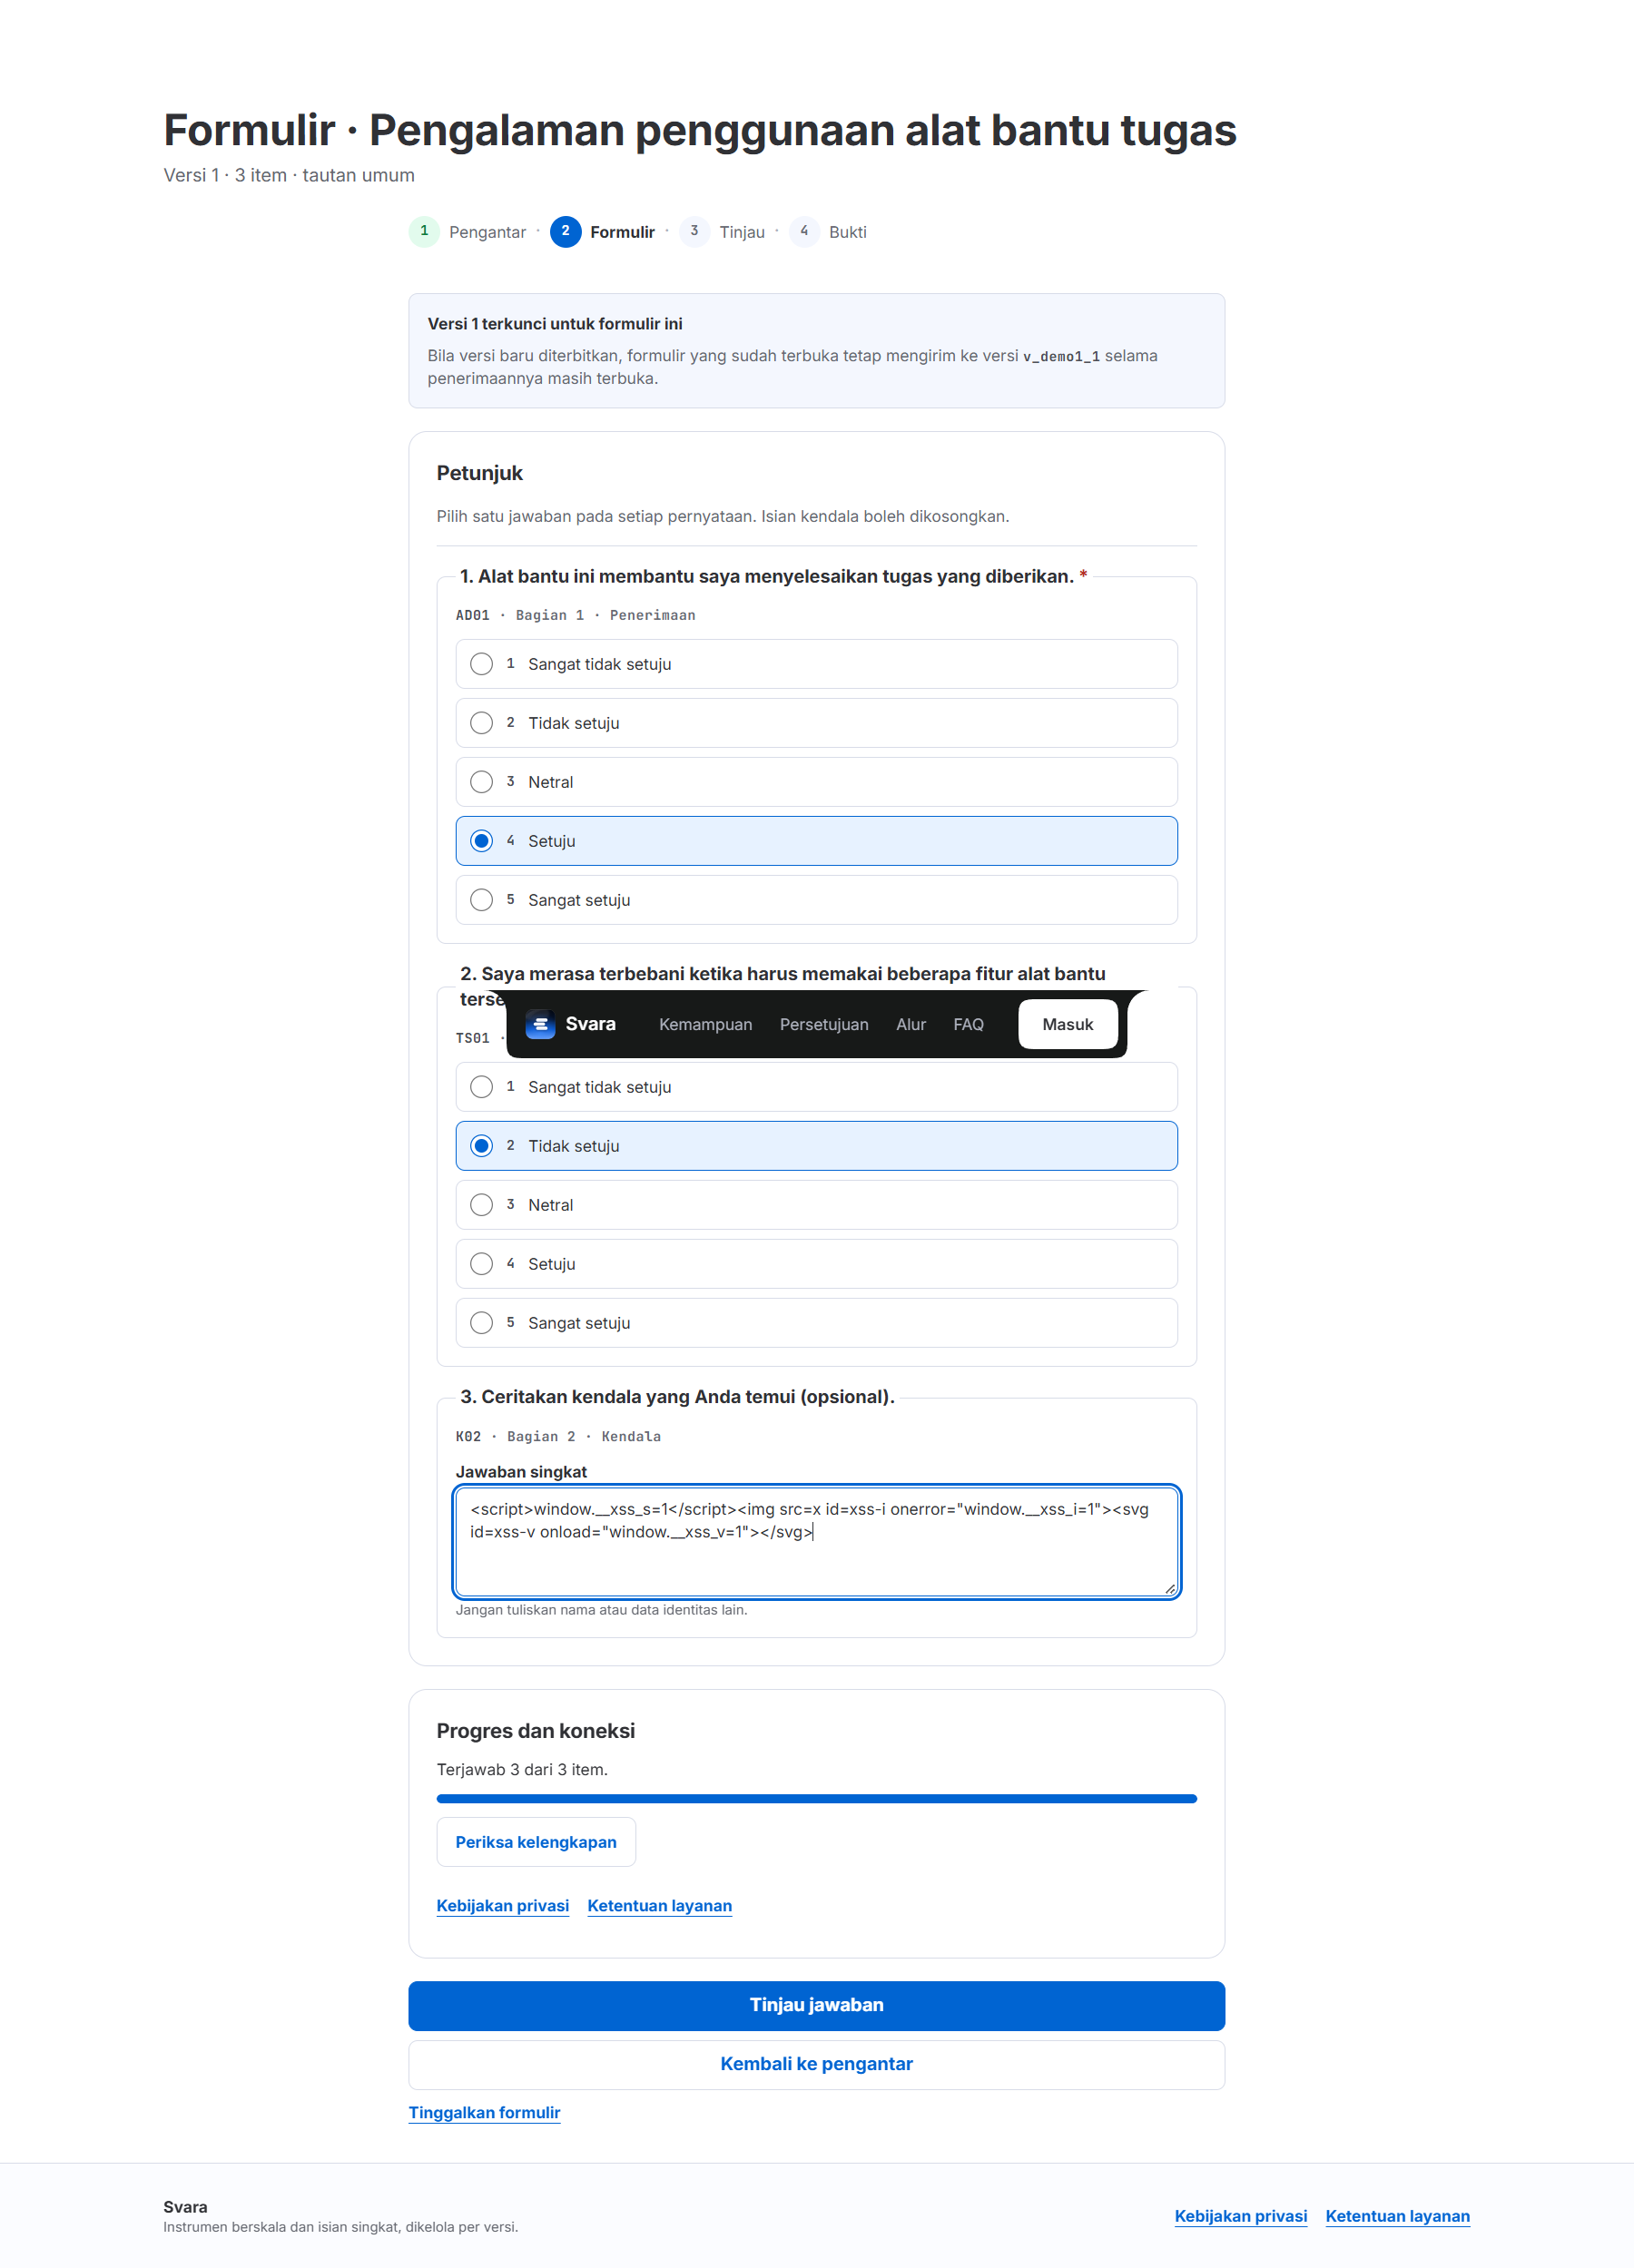 Formulir · Pengalaman penggunaan alat bantu tugas
Versi 1 · 3 item · tautan umum
1 Pengantar · 2 Formulir · 3 Tinjau · 4 Bukti
Versi 1 terkunci untuk formulir ini
Bila versi baru diterbitkan, formulir yang sudah terbuka tetap mengirim ke versi v_demo1_1 selama
penerimaannya masih terbuka.
Petunjuk
Pilih satu jawaban pada setiap pernyataan. Isian kendala boleh dikosongkan.
1. Alat bantu ini membantu saya menyelesaikan tugas yang diberikan. *
AD01 · Bagian 1 · Penerimaan
1 Sangat tidak setuju
2 Tidak setuju
3 Netral
4 Setuju
5 Sangat setuju
2. Saya merasa terbebani ketika harus memakai beberapa fitur alat bantu
terse
Svara Kemampuan Persetujuan Alur FAQ Masuk
TS01 ·
1 Sangat tidak setuju
2 Tidak setuju
3 Netral
4 Setuju
5 Sangat setuju
3. Ceritakan kendala yang Anda temui (opsional).
K02 · Bagian 2 · Kendala
Jawaban singkat
<script>window.__xss_s=1</script><img src=x id=xss-i onerror="window.__xss_i=1"><svg
id=xss-v onload="window.__xss_v=1"></svg>
Jangan tuliskan nama atau data identitas lain.
Progres dan koneksi
Terjawab 3 dari 3 item.
Periksa kelengkapan
Kebijakan privasi Ketentuan layanan
Tinjau jawaban
Kembali ke pengantar
Tinggalkan formulir
Svara
Instrumen berskala dan isian singkat, dikelola per versi.
Kebijakan privasi Ketentuan layanan